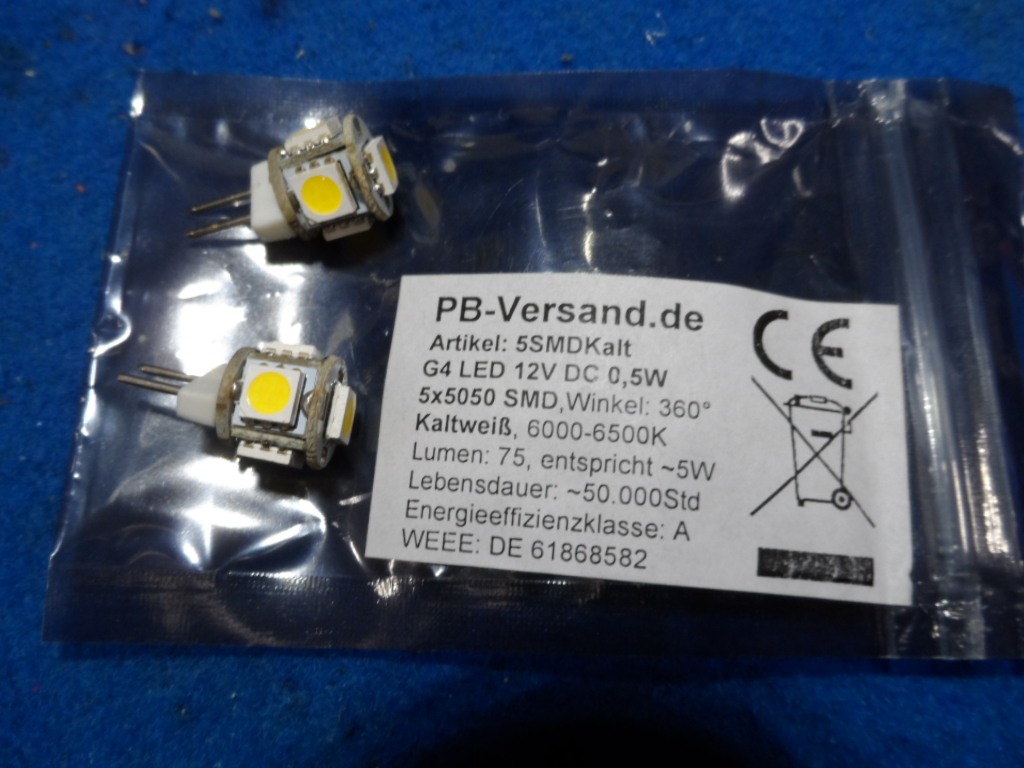 PB-Versand.de
Artikel: 5SMDKalt
G4 LED 12V DC 0,5W
5x5050 SMD,Winkel: 360°
Kaltweiß, 6000-6500K
Lumen: 75, entspricht ~5W
Lebensdauer: ~50.000Std
Energieeffizienzklasse: A
WEEE: DE 61868582
CE